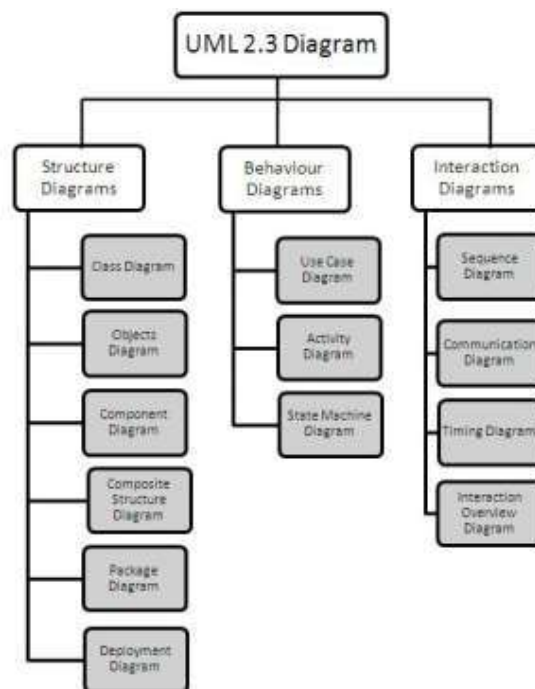 UML 2.3 Diagram
Structure
Diagrams
Class Diagram
Objects
Diagram
Component
Diagram
Composite
Structure
Diagram
Package
Diagram
Deployment
Diagram
Behaviour
Diagrams
Use Case
Diagram
Activity
Diagram
State Machine
Diagram
Interaction
Diagrams
Sequence
Diagram
Communication
Diagram
Timing Diagram
Interaction
Overview
Diagram